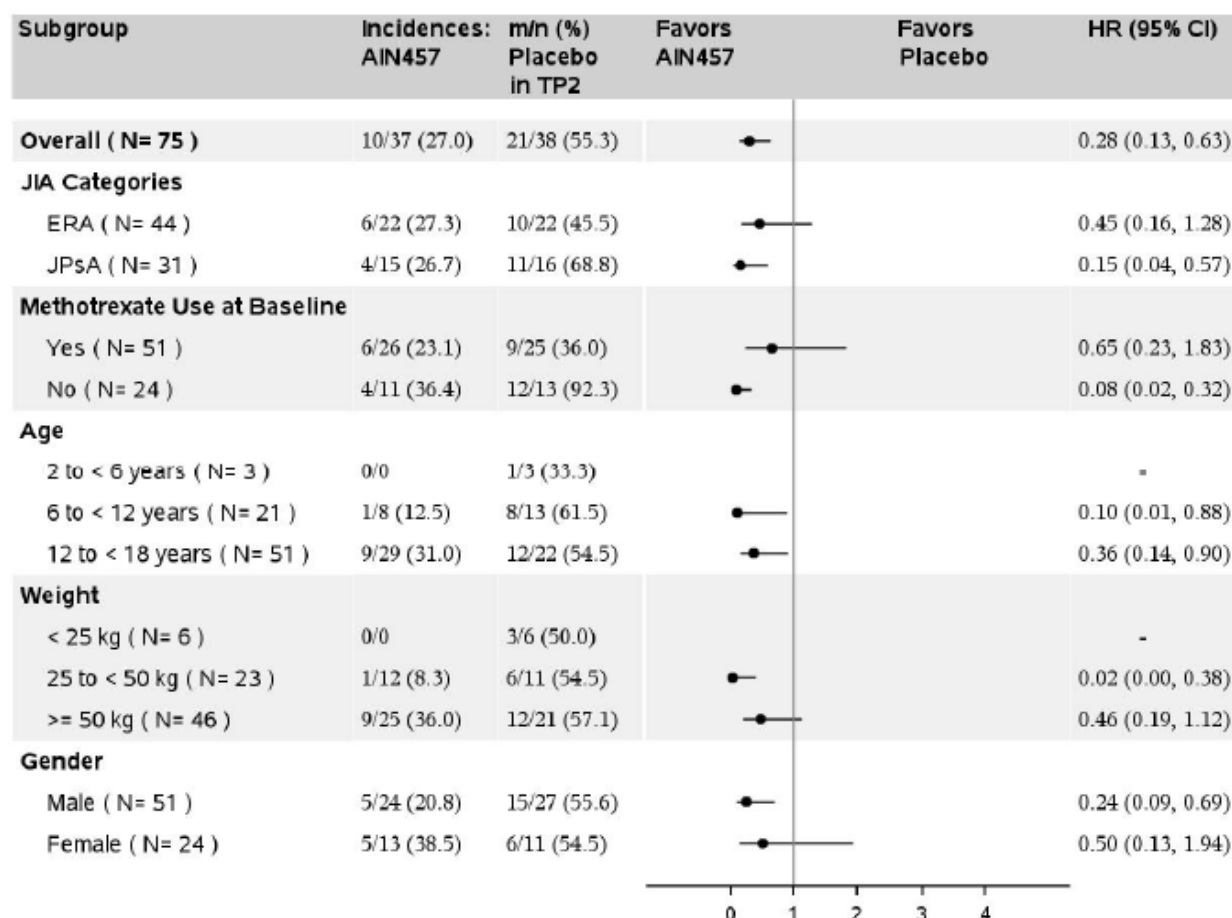 Subgroup Incidences: m/n (%) Favors Favors HR (95% CI)
AIN457 Placebo AIN457 Placebo
in TP2
Overall ( N= 75 ) 10/37 (27.0) 21/38 (55.3) 0.28 (0.13, 0.63)
JIA Categories
ERA ( N= 44 ) 6/22 (27.3) 10/22 (45.5) 0.45 (0.16, 1.28)
JPsA ( N= 31 ) 4/15 (26.7) 11/16 (68.8) 0.15 (0.04, 0.57)
Methotrexate Use at Baseline
Yes ( N= 51 ) 6/26 (23.1) 9/25 (36.0) 0.65 (0.23, 1.83)
No ( N= 24 ) 4/11 (36.4) 12/13 (92.3) 0.08 (0.02, 0.32)
Age
2 to < 6 years ( N= 3 ) 0/0 1/3 (33.3) -
6 to < 12 years ( N= 21 ) 1/8 (12.5) 8/13 (61.5) 0.10 (0.01, 0.88)
12 to < 18 years ( N= 51 ) 9/29 (31.0) 12/22 (54.5) 0.36 (0.14, 0.90)
Weight
< 25 kg ( N= 6 ) 0/0 3/6 (50.0) -
25 to < 50 kg ( N= 23 ) 1/12 (8.3) 6/11 (54.5) 0.02 (0.00, 0.38)
>= 50 kg ( N= 46 ) 9/25 (36.0) 12/21 (57.1) 0.46 (0.19, 1.12)
Gender
Male ( N= 51 ) 5/24 (20.8) 15/27 (55.6) 0.24 (0.09, 0.69)
Female ( N= 24 ) 5/13 (38.5) 6/11 (54.5) 0.50 (0.13, 1.94)
0 1 2 3 4